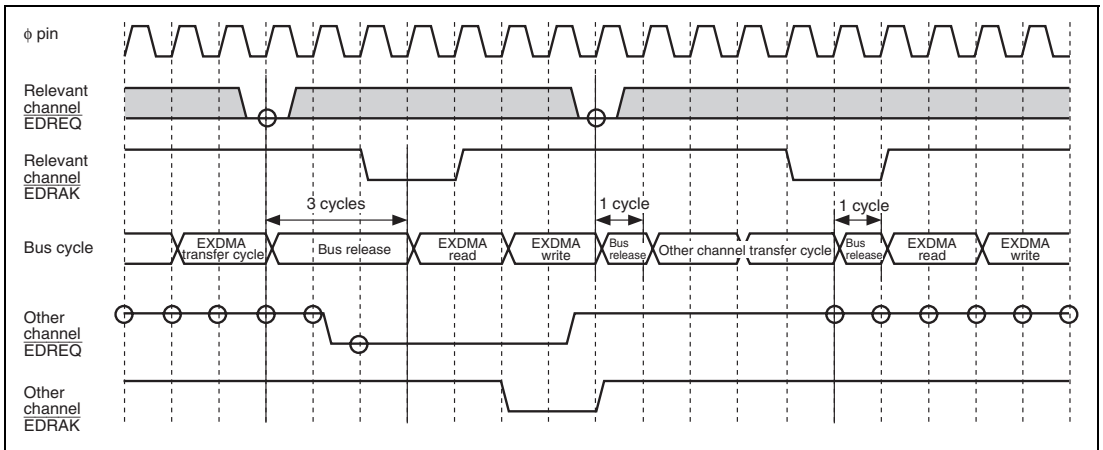 φ pin
Relevant
channel
EDREQ
Relevant
channel
EDRAK
3 cycles
1 cycle
1 cycle
Bus cycle
EXDMA
transfer cycle
Bus release
EXDMA
read
EXDMA
write
Bus
release
Other channel transfer cycle
Bus
release
EXDMA
read
EXDMA
write
Other
channel
EDREQ
Other
channel
EDRAK